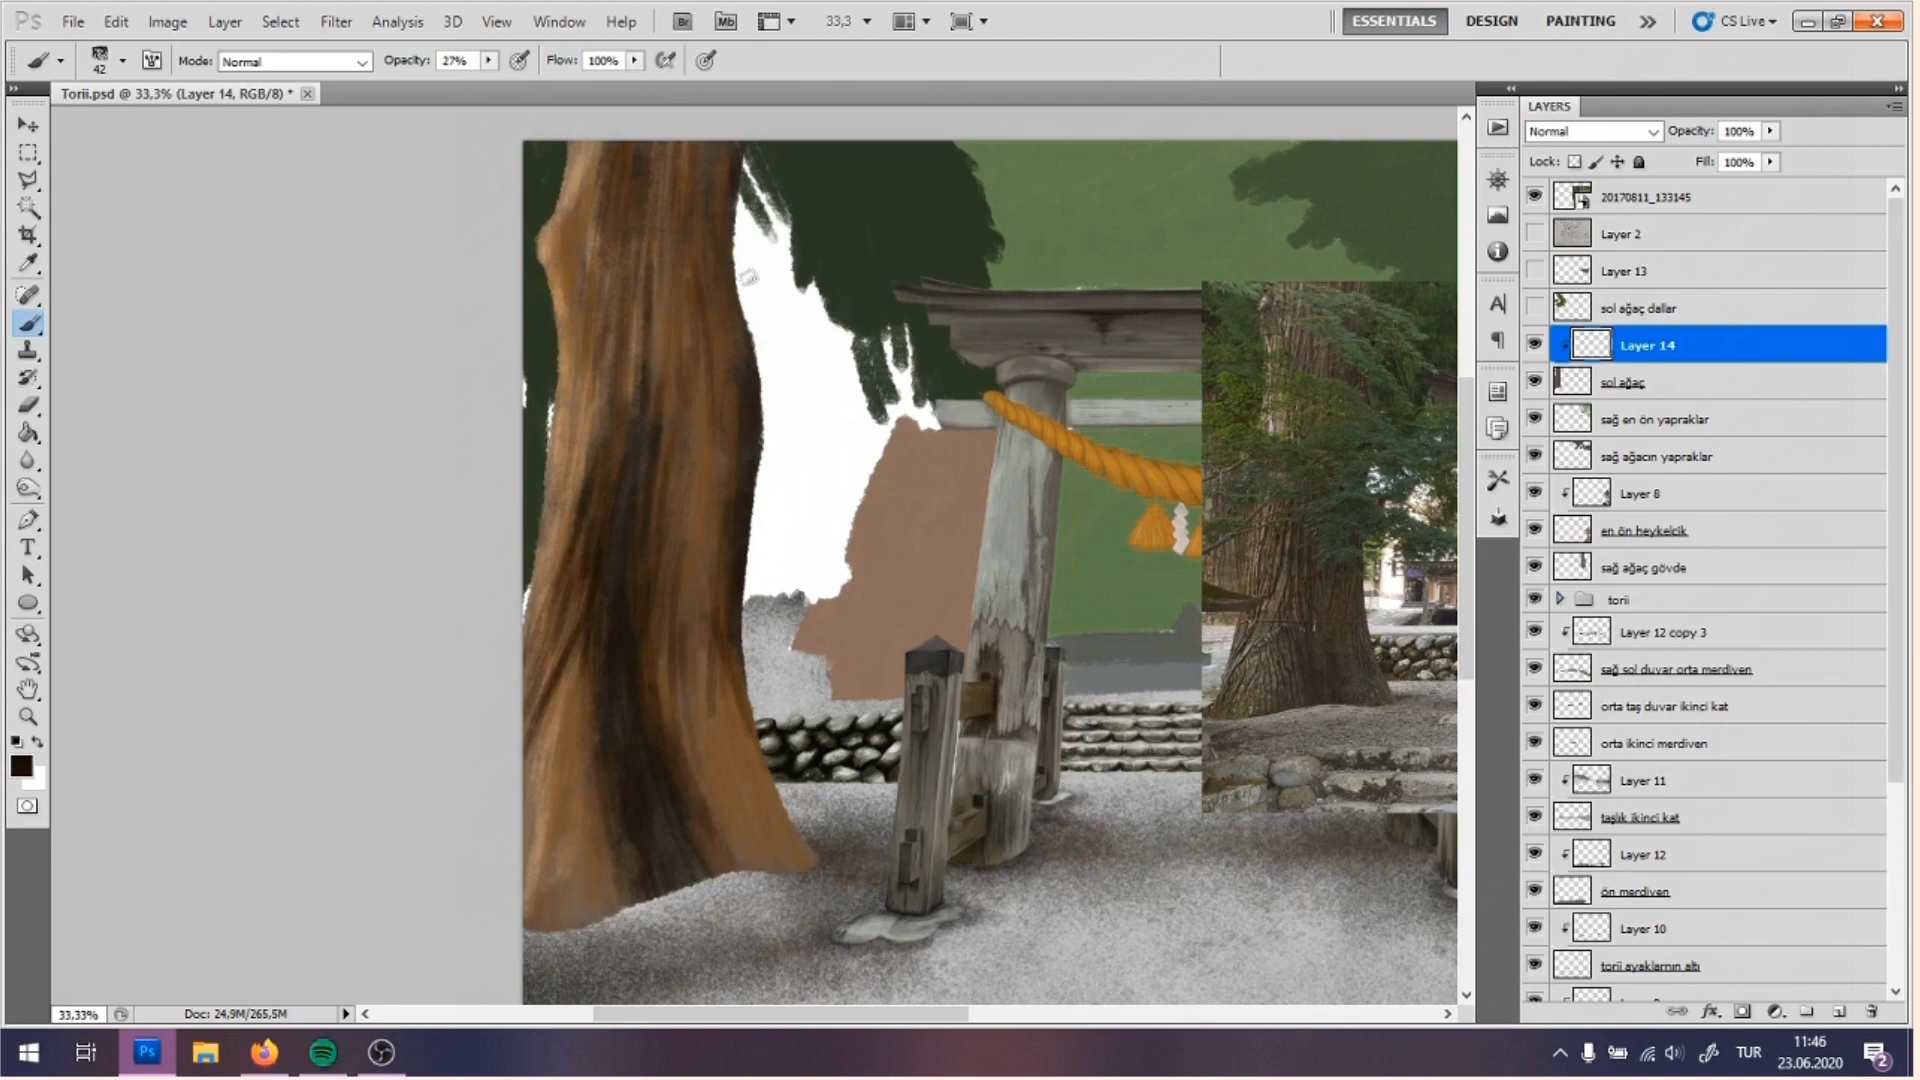 Ps File Edit Image Layer Select Filter Analysis 3D View Window Help Br Mb 33,3 ESSENTIALS DESIGN PAINTING CS Live
42 Mode: Normal Opacity: 27% Flow: 100%
Torii.psd @ 33,3% (Layer 14, RGB/8) *
LAYERS
Normal Opacity: 100%
Lock: Fill: 100%
20170811_133145
Layer 2
Layer 13
sol ağaç dallar
Layer 14
sol ağaç
sağ en ön yapraklar
sağ ağacın yapraklar
Layer 8
en ön heykelcik
sağ ağaç gövde
torii
Layer 12 copy 3
sağ sol duvar orta merdiven
orta taş duvar ikinci kat
orta ikinci merdiven
Layer 11
taşlık ikinci kat
Layer 12
ön merdiven
Layer 10
torii ayaklarının altı
33,33% Doc: 24,9M/265,5M
Ps TUR 11:46
23.06.2020 2